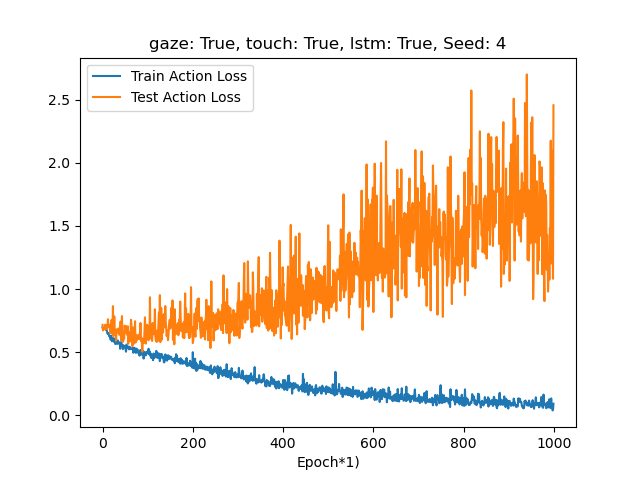 gaze: True, touch: True, lstm: True, Seed: 4
Train Action Loss
Test Action Loss
2.5
2.0
1.5
1.0
0.5
0.0
0 200 400 600 800 1000
Epoch*1)